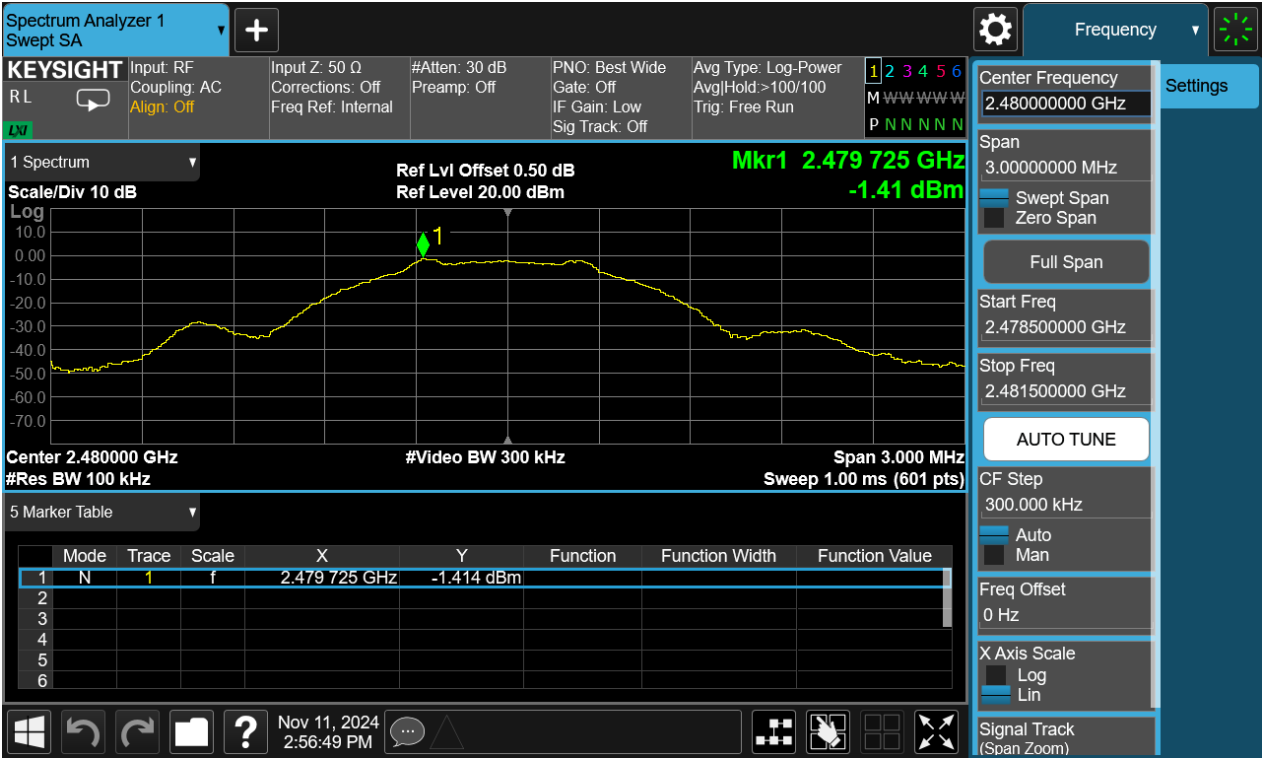 Spectrum Analyzer 1
Swept SA
▼
+
Frequency
▼
KEYSIGHT
R L
LXI
Input: RF
Coupling: AC
Align: Off
Input Z: 50 Ω
Corrections: Off
Freq Ref: Internal
#Atten: 30 dB
Preamp: Off
PNO: Best Wide
Gate: Off
IF Gain: Low
Sig Track: Off
Avg Type: Log-Power
Avg|Hold:>100/100
Trig: Free Run
1 2 3 4 5 6
M W W W W W
P N N N N N
1 Spectrum ▼
Scale/Div 10 dB
Ref Lvl Offset 0.50 dB
Ref Level 20.00 dBm
Mkr1 2.479 725 GHz
-1.41 dBm
Log
10.0
0.00
-10.0
-20.0
-30.0
-40.0
-50.0
-60.0
-70.0
1
Center 2.480000 GHz
#Video BW 300 kHz
Span 3.000 MHz
#Res BW 100 kHz
Sweep 1.00 ms (601 pts)
5 Marker Table ▼
Mode Trace Scale X Y Function Function Width Function Value
1 N 1 f 2.479 725 GHz -1.414 dBm
2
3
4
5
6
?
Nov 11, 2024
2:56:49 PM
Settings
Center Frequency
2.480000000 GHz
Span
3.00000000 MHz
Swept Span
Zero Span
Full Span
Start Freq
2.478500000 GHz
Stop Freq
2.481500000 GHz
AUTO TUNE
CF Step
300.000 kHz
Auto
Man
Freq Offset
0 Hz
X Axis Scale
Log
Lin
Signal Track
(Span Zoom)